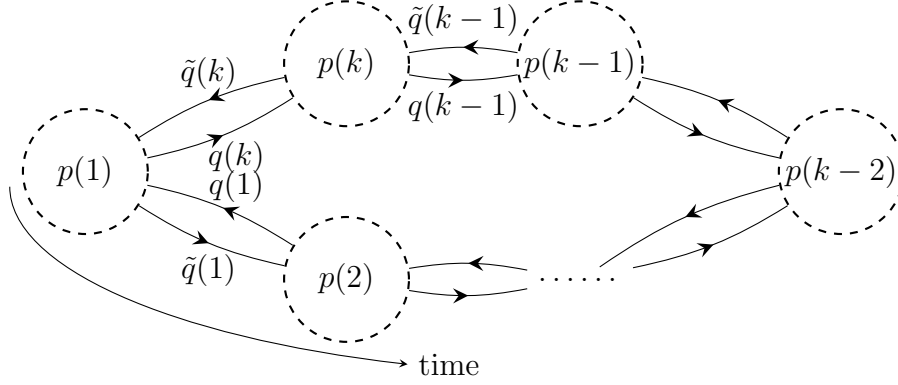 q̃(k−1)
p(k)
p(k−1)
q̃(k)
q(k−1)
q(k)
p(1)
p(k−2)
q(1)
q̃(1)
p(2)
......
time